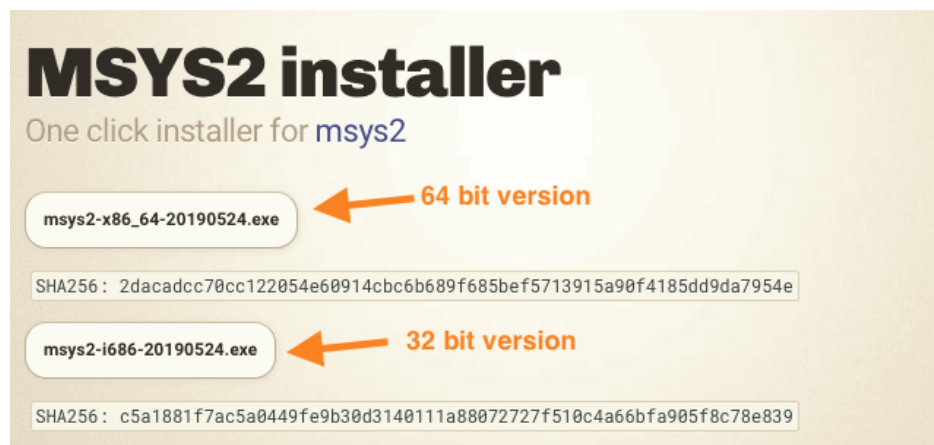 MSYS2 installer
One click installer for msys2
msys2-x86_64-20190524.exe
64 bit version
SHA256: 2dacadcc70cc122054e60914cbc6b689f685bef5713915a90f4185dd9da7954e
msys2-i686-20190524.exe
32 bit version
SHA256: c5a1881f7ac5a0449fe9b30d3140111a88072727f510c4a66bfa905f8c78e839